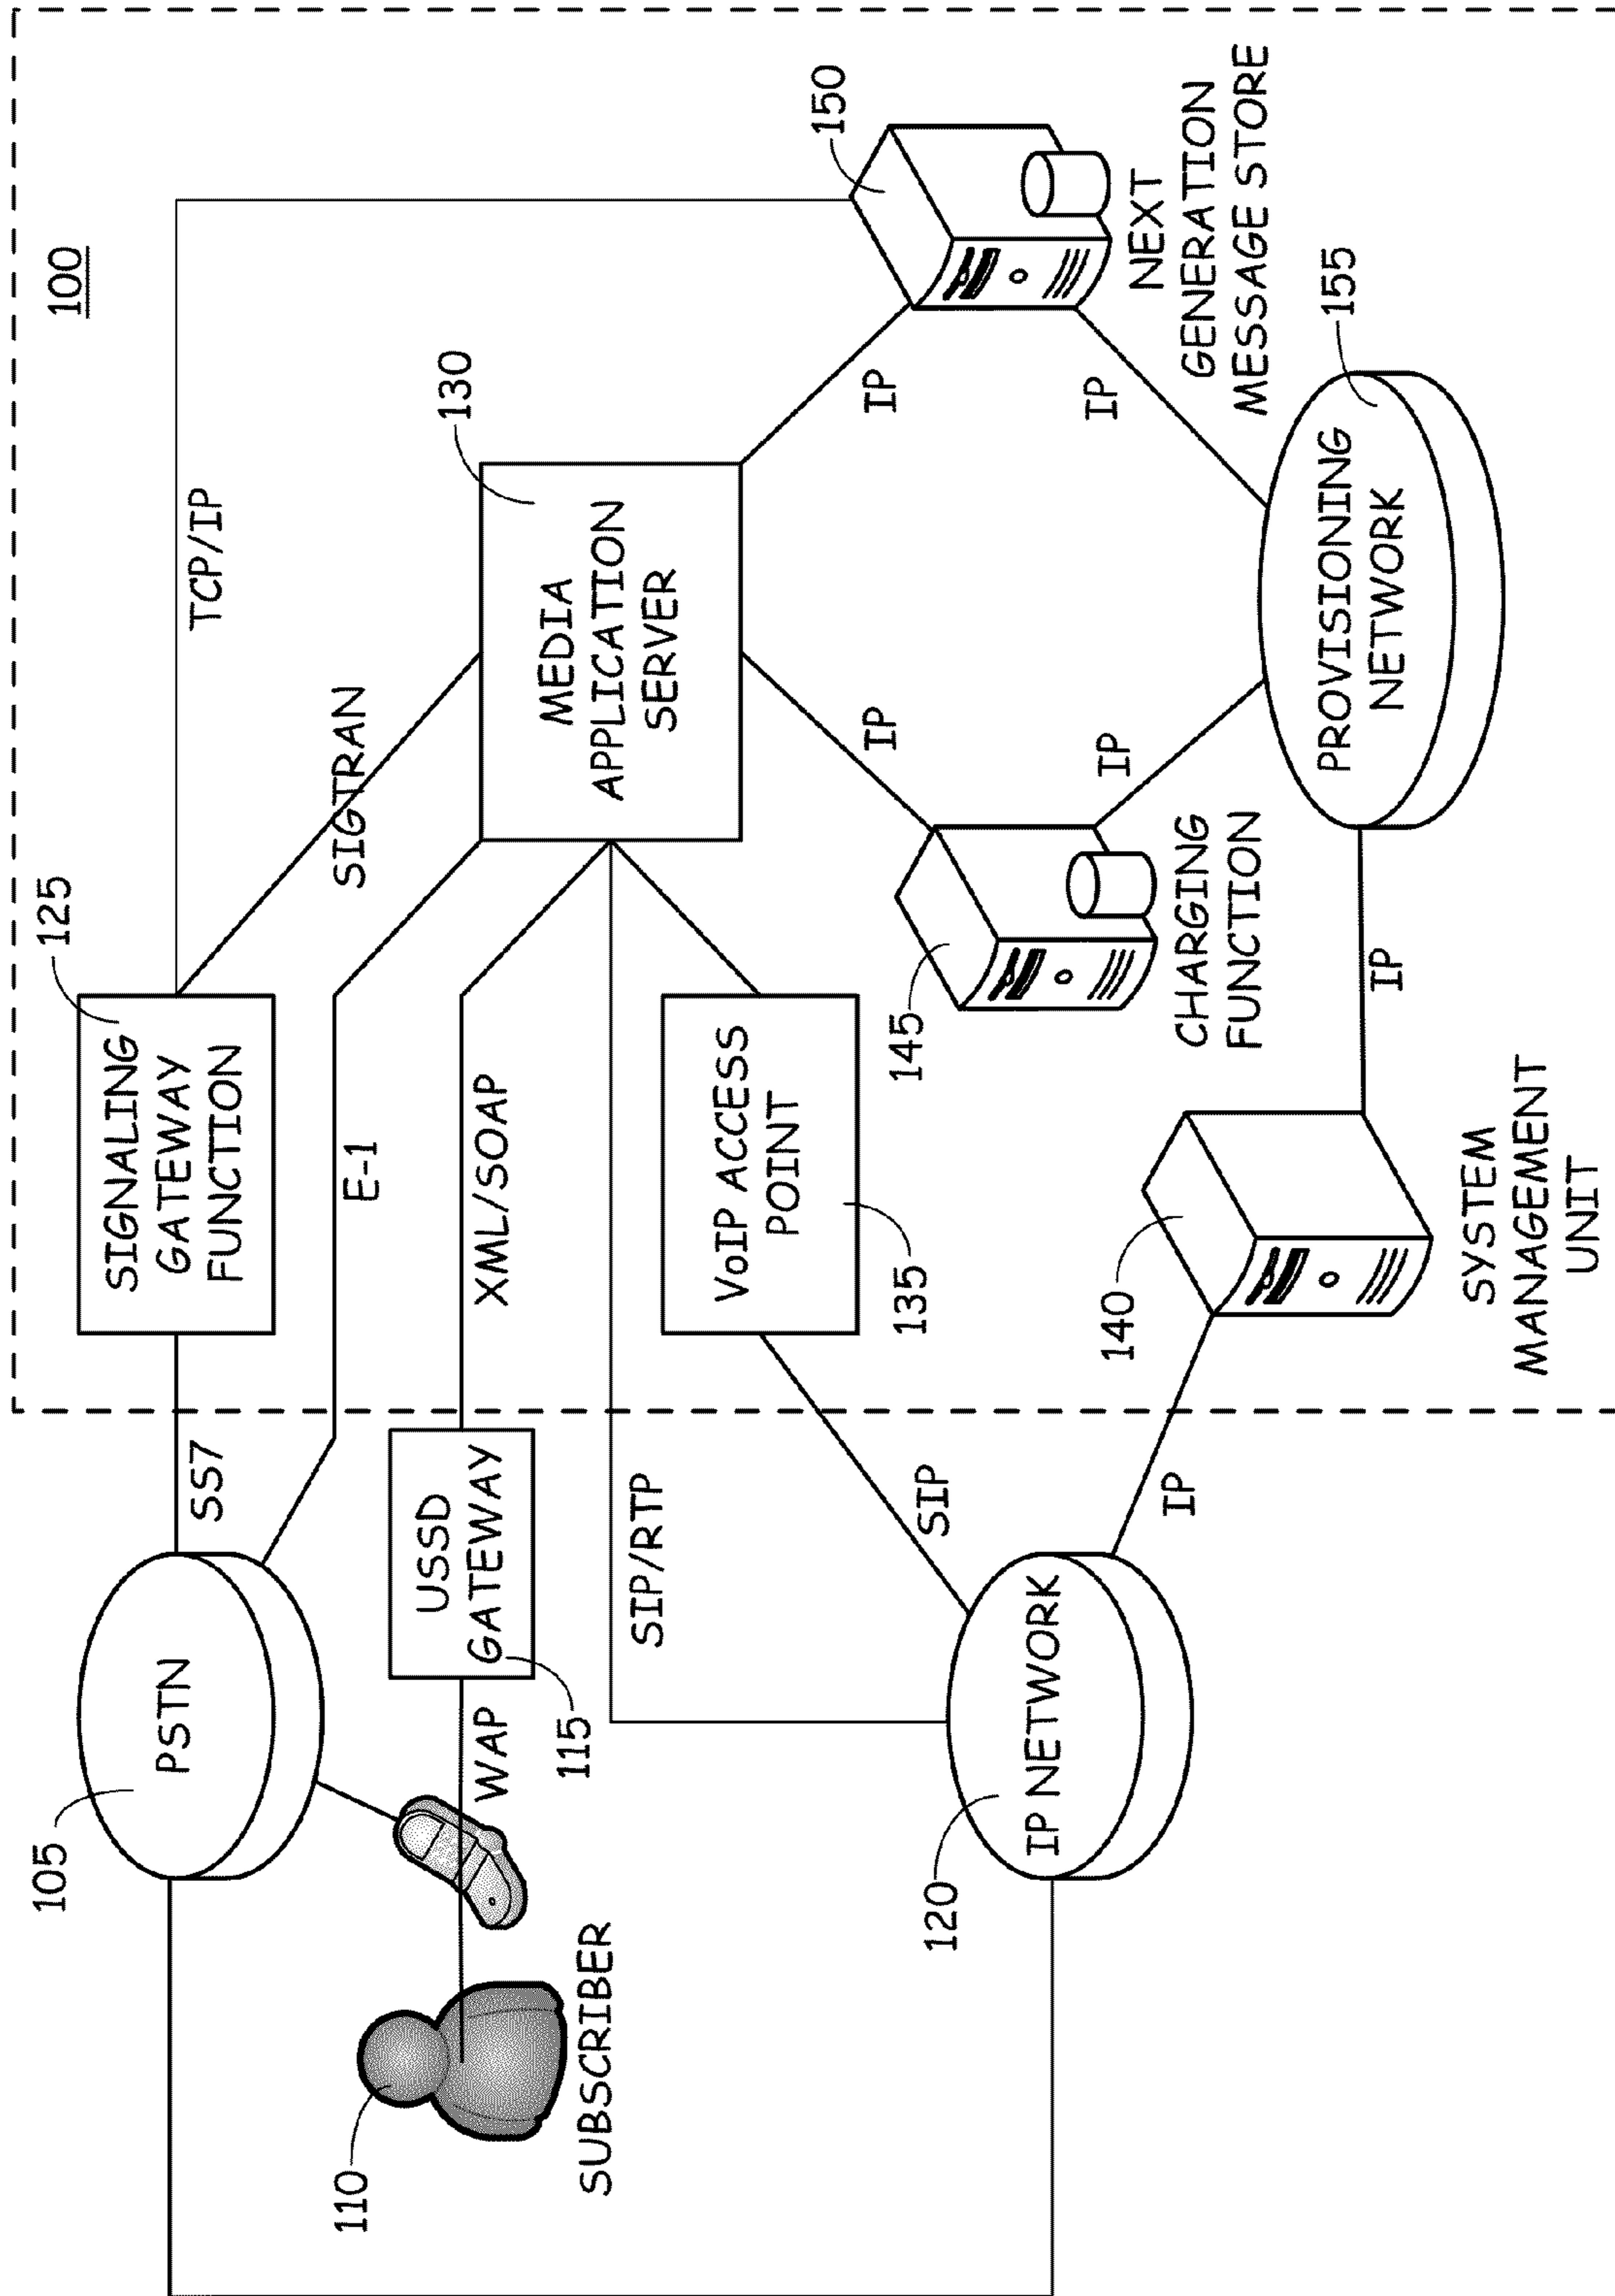 100
105
PSTN
SS7
SIGNALING
GATEWAY
FUNCTION
125
TCP/IP
SIGTRAN
E-1
110
SUBSCRIBER
WAP
USSD
GATEWAY
115
XML/SOAP
SIP/RTP
MEDIA
APPLICATION
SERVER
130
VoIP ACCESS
POINT
135
SIP
120
IP NETWORK
IP
140
SYSTEM
MANAGEMENT
UNIT
145
CHARGING
FUNCTION
IP
IP
IP
IP
IP
150
NEXT
GENERATION
MESSAGE STORE
PROVISIONING
NETWORK
155